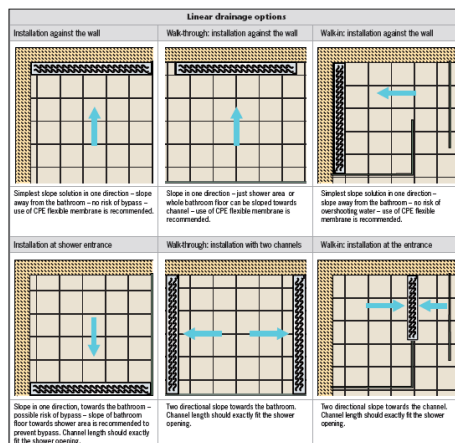 Linear drainage options
Installation against the wall
Walk-through: installation against the wall
Walk-in: installation against the wall
Simplest slope solution in one direction – slope
away from the bathroom – no risk of bypass –
use of CPE flexible membrane is recommended.
Slope in one direction – just shower area or
whole bathroom floor can be sloped towards
channel – use of CPE flexible membrane is
recommended.
Simplest slope solution in one direction –
slope away from the bathroom – no risk of
overshooting water – use of CPE flexible
membrane is recommended.
Installation at shower entrance
Walk-through: installation with two channels
Walk-in: installation at the entrance
Slope in one direction, towards the bathroom –
possible risk of bypass – slope of bathroom
floor towards shower area is recommended to
prevent bypass. Channel length should exactly
fit the shower opening.
Two directional slope towards the bathroom.
Channel length should exactly fit the shower
opening.
Two directional slope towards the channel.
Channel length should exactly fit the shower
opening.